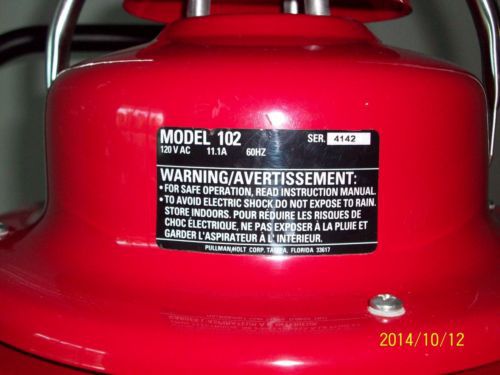 MODEL 102 SER. 4142
120 V AC 11.1A 60HZ
WARNING/AVERTISSEMENT:
• FOR SAFE OPERATION, READ INSTRUCTION MANUAL.
• TO AVOID ELECTRIC SHOCK,DO NOT EXPOSE TO RAIN.
STORE INDOORS. POUR RÉDUIRE LES RISQUES DE
CHOC ÉLECTRIQUE, NE PAS EXPOSER À LA PLUIE ET
GARDER L'ASPIRATEUR À L' INTÉRIEUR.
PULLMAN/HOLT CORP. TAMPA, FLORIDA 33617
2014/10/12